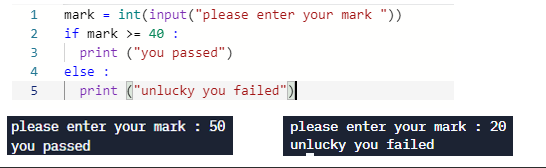 1 mark = int(input("please enter your mark "))
2 if mark >= 40 :
3 print ("you passed")
4 else :
5 print ("unlucky you failed")
please enter your mark : 50
you passed
please enter your mark : 20
unlucky you failed